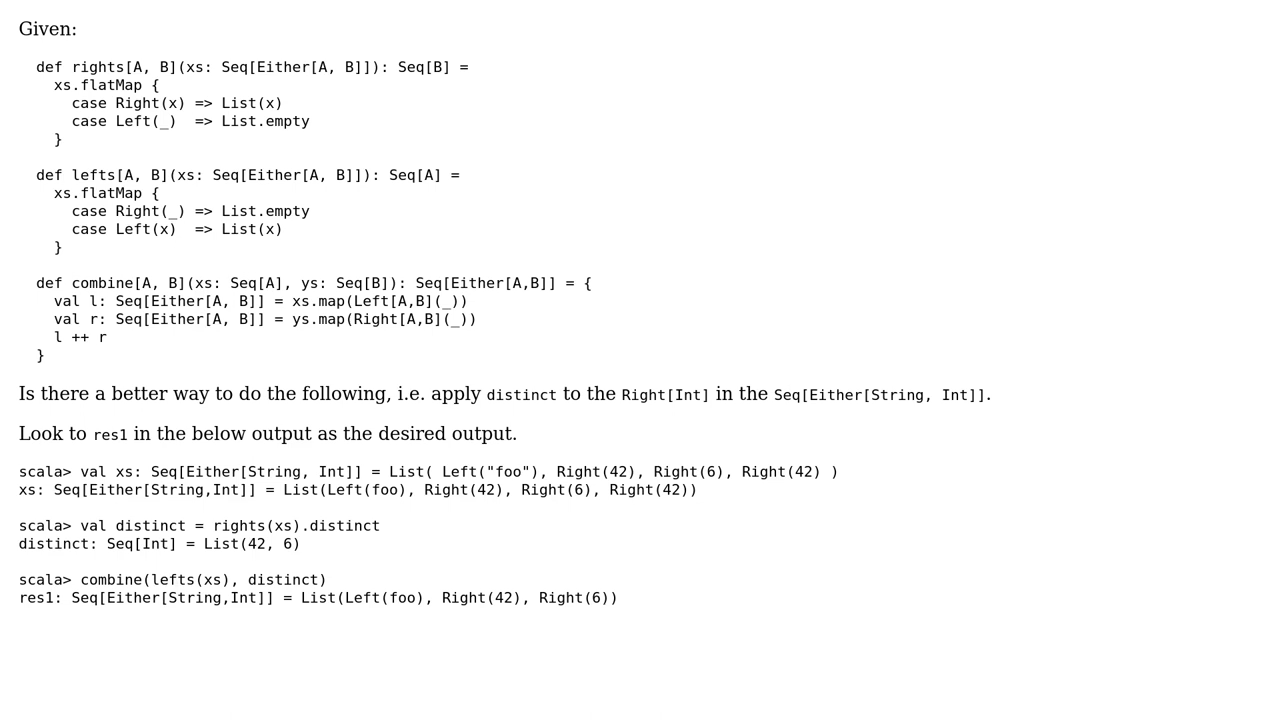 Given:
def rights[A, B](xs: Seq[Either[A, B]]): Seq[B] =
  xs.flatMap {
    case Right(x) => List(x)
    case Left(_)  => List.empty
  }
def lefts[A, B](xs: Seq[Either[A, B]]): Seq[A] =
  xs.flatMap {
    case Right(_) => List.empty
    case Left(x)  => List(x)
  }
def combine[A, B](xs: Seq[A], ys: Seq[B]): Seq[Either[A,B]] = {
  val l: Seq[Either[A, B]] = xs.map(Left[A,B](_))
  val r: Seq[Either[A, B]] = ys.map(Right[A,B](_))
  l ++ r
}
Is there a better way to do the following, i.e. apply distinct to the Right[Int] in the Seq[Either[String, Int]].
Look to res1 in the below output as the desired output.
scala> val xs: Seq[Either[String, Int]] = List( Left("foo"), Right(42), Right(6), Right(42) )
xs: Seq[Either[String,Int]] = List(Left(foo), Right(42), Right(6), Right(42))
scala> val distinct = rights(xs).distinct
distinct: Seq[Int] = List(42, 6)
scala> combine(lefts(xs), distinct)
res1: Seq[Either[String,Int]] = List(Left(foo), Right(42), Right(6))